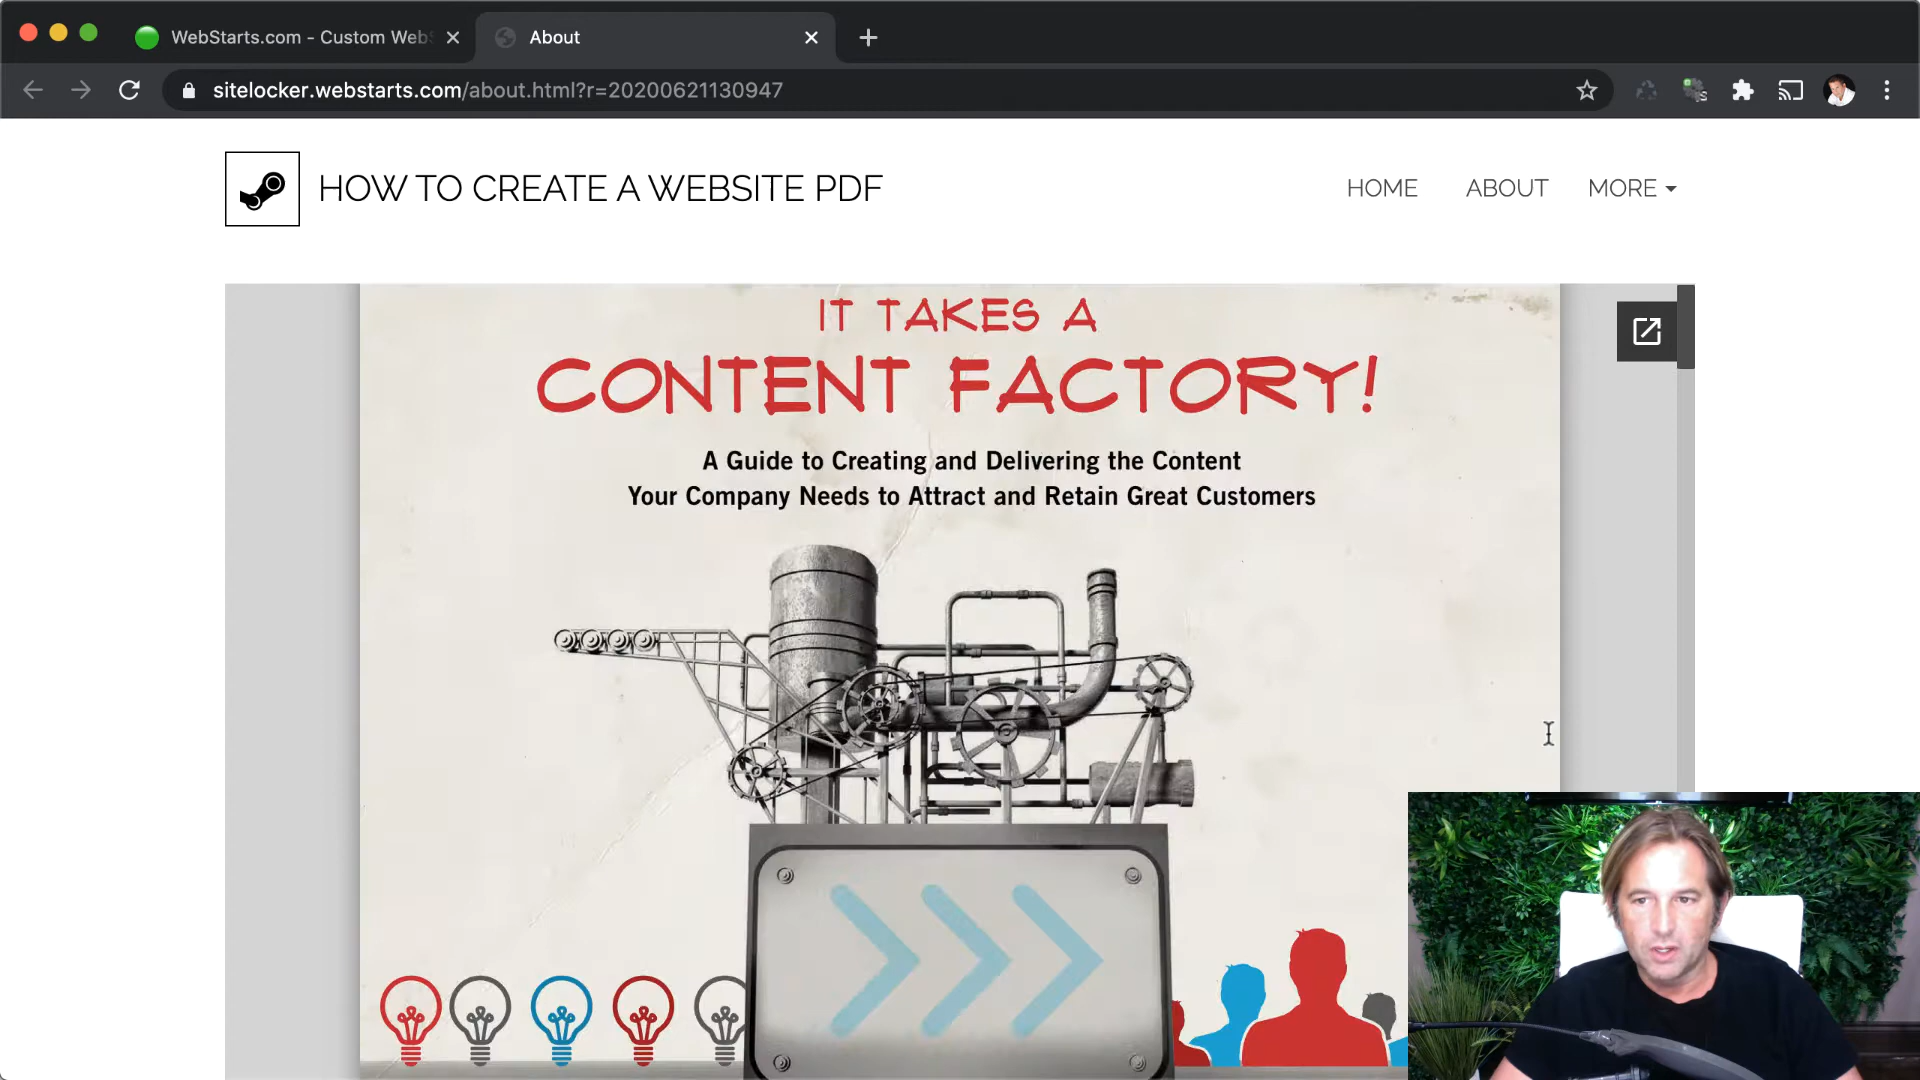 WebStarts.com - Custom Web
About
sitelocker.webstarts.com/about.html?r=20200621130947
HOW TO CREATE A WEBSITE PDF
HOME ABOUT MORE
IT TAKES A
CONTENT FACTORY!
A Guide to Creating and Delivering the Content
Your Company Needs to Attract and Retain Great Customers